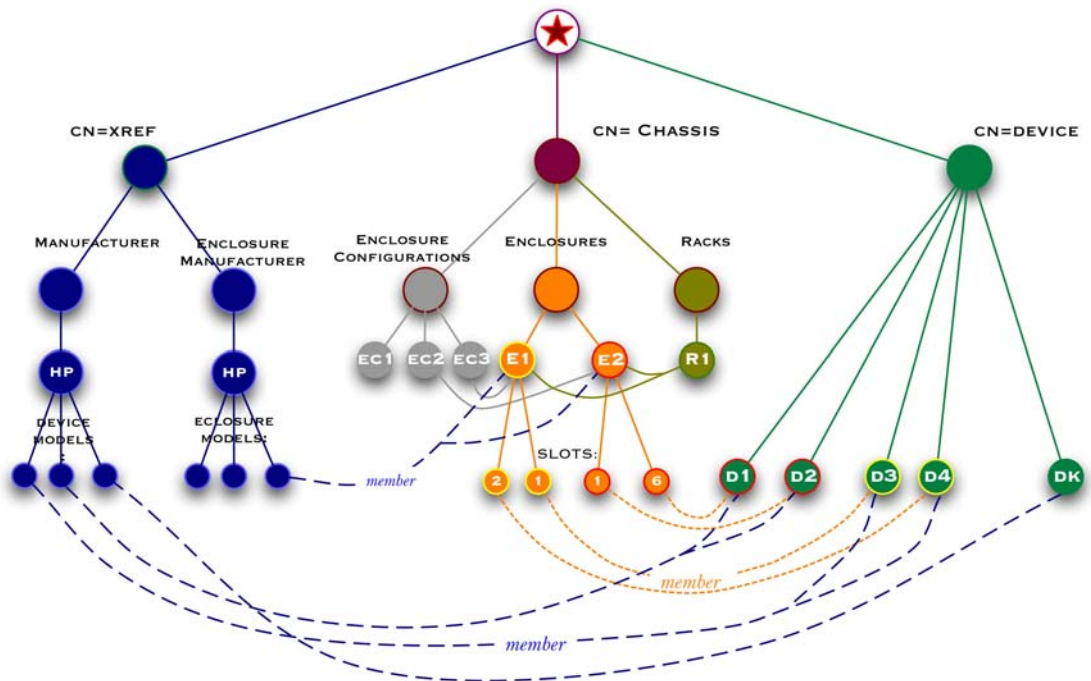 CN=XREF
CN= CHASSIS
CN=DEVICE
MANUFACTURER
ENCLOSURE
MANUFACTURER
ENCLOSURE
CONFIGURATIONS
ENCLOSURES
RACKS
HP
HP
EC1
EC2
EC3
E1
E2
R1
DEVICE
MODELS
:
ECLOSURE
MODELS:
SLOTS:
member
2
1
1
6
D1
D2
D3
D4
DK
member
member